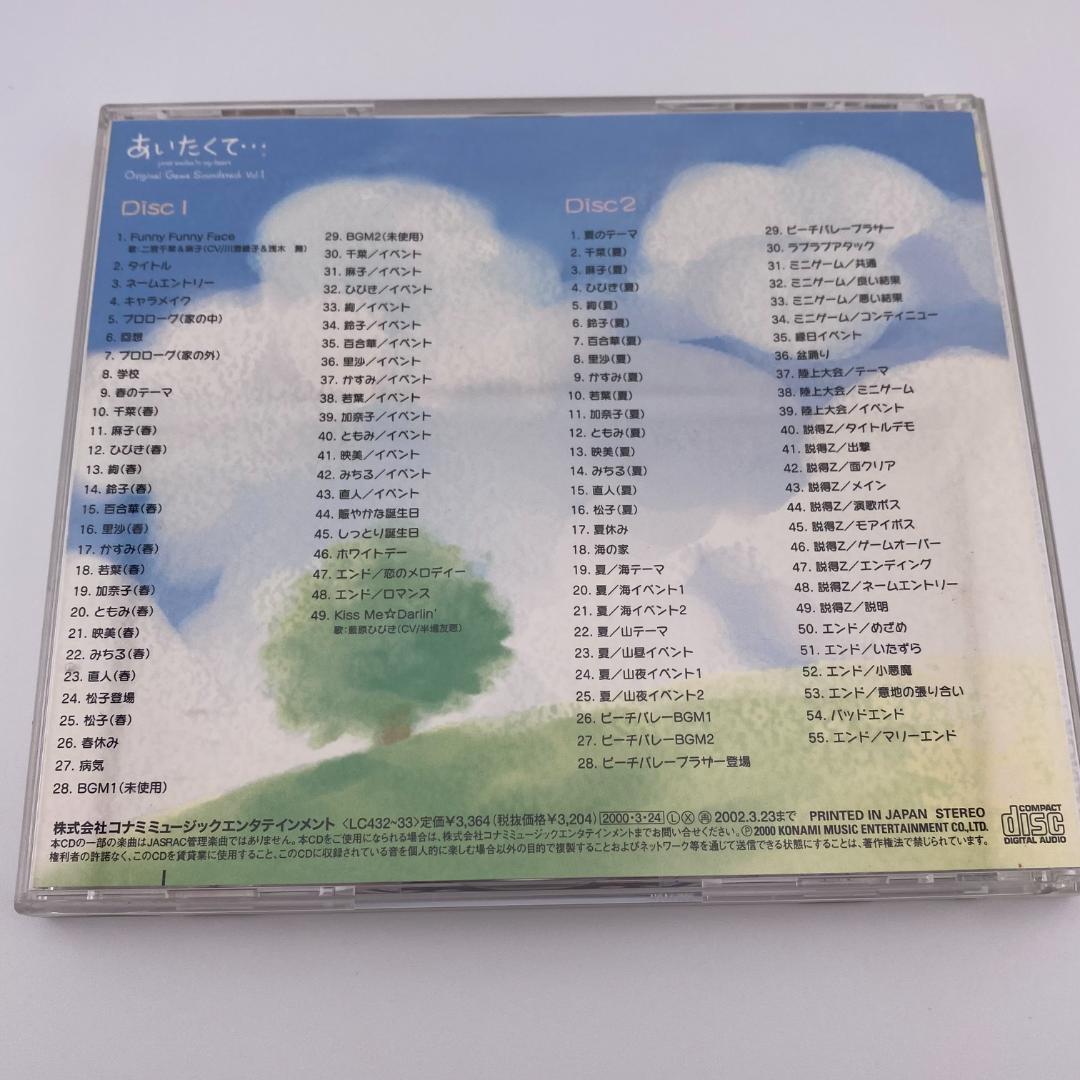 あいたくて…
your smiles in my heart
Original Game Soundtrack Vol.1
Disc 1
1. Funny Funny Face
2. タイトル
3. ネームエントリー
4. キャラメイク
5. プロローグ(家の中)
6. 回想
7. プロローグ(家の外)
8. 学校
9. 春のテーマ
10. 千菜(春)
11. 麻子(春)
12. ひびき(春)
13. 絢(春)
14. 鈴子(春)
15. 百合華(春)
16. 里沙(春)
17. かすみ(春)
18. 若葉(春)
19. 加奈子(春)
20. ともみ(春)
21. 映美(春)
22. みちる(春)
23. 直人(春)
24. 松子登場
25. 松子(春)
26. 春休み
27. 病気
28. BGM1(未使用)
29. BGM2(未使用)
30. 千菜/イベント
31. 麻子/イベント
32. ひびき/イベント
33. 絢/イベント
34. 鈴子/イベント
35. 百合華/イベント
36. 里沙/イベント
37. かすみ/イベント
38. 若葉/イベント
39. 加奈子/イベント
40. ともみ/イベント
41. 映美/イベント
42. みちる/イベント
43. 直人/イベント
44. 賑やかな誕生日
45. しっとり誕生日
46. ホワイトデー
47. エンド/恋のメロディー
48. エンド/ロマンス
49. Kiss Me☆Darlin'
歌:藍原ひびき(CV/半場友恵)
Disc 2
1. 夏のテーマ
2. 千菜(夏)
3. 麻子(夏)
4. ひびき(夏)
5. 絢(夏)
6. 鈴子(夏)
7. 百合華(夏)
8. 里沙(夏)
9. かすみ(夏)
10. 若葉(夏)
11. 加奈子(夏)
12. ともみ(夏)
13. 映美(夏)
14. みちる(夏)
15. 直人(夏)
16. 松子(夏)
17. 夏休み
18. 海の家
19. 夏/海テーマ
20. 夏/海イベント1
21. 夏/海イベント2
22. 夏/山テーマ
23. 夏/山昼イベント
24. 夏/山夜イベント1
25. 夏/山夜イベント2
26. ビーチバレーBGM1
27. ビーチバレーBGM2
28. ビーチバレーブラザー登場
29. ビーチバレーブラザー
30. ラブラブアタック
31. ミニゲーム/共通
32. ミニゲーム/良い結果
33. ミニゲーム/悪い結果
34. ミニゲーム/コンティニュー
35. 縁日イベント
36. 盆踊り
37. 陸上大会/テーマ
38. 陸上大会/ミニゲーム
39. 陸上大会/イベント
40. 説得Z/タイトルデモ
41. 説得Z/出撃
42. 説得Z/面クリア
43. 説得Z/メイン
44. 説得Z/演歌ボス
45. 説得Z/モアイボス
46. 説得Z/ゲームオーバー
47. 説得Z/エンディング
48. 説得Z/ネームエントリー
49. 説得Z/説明
50. エンド/めざめ
51. エンド/いたずら
52. エンド/小悪魔
53. エンド/意地の張り合い
54. バッドエンド
55. エンド/マリーエンド
株式会社コナミミュージックエンタテインメント 〈LC432~33〉定価¥3,364(税抜価格¥3,204) 2000・3・24 Ⓛ Ⓧ 再 2002.3.23まで PRINTED IN JAPAN STEREO
本CDの一部の楽曲はJASRAC管理楽曲ではありません。本CDをご使用になられる場合は、株式会社コナミミュージックエンタテインメントまでお問い合せください。Ⓟ2000 KONAMI MUSIC ENTERTAINMENT CO.,LTD.
権利者の許諾なく、このCDを賃貸業に使用すること、このCDに収録されている音を個人的に楽しむ場合以外の目的で複製することおよびネットワーク等を通じて送信できる状態にすることは、著作権法で禁じられています。
COMPACT
disc
DIGITAL AUDIO